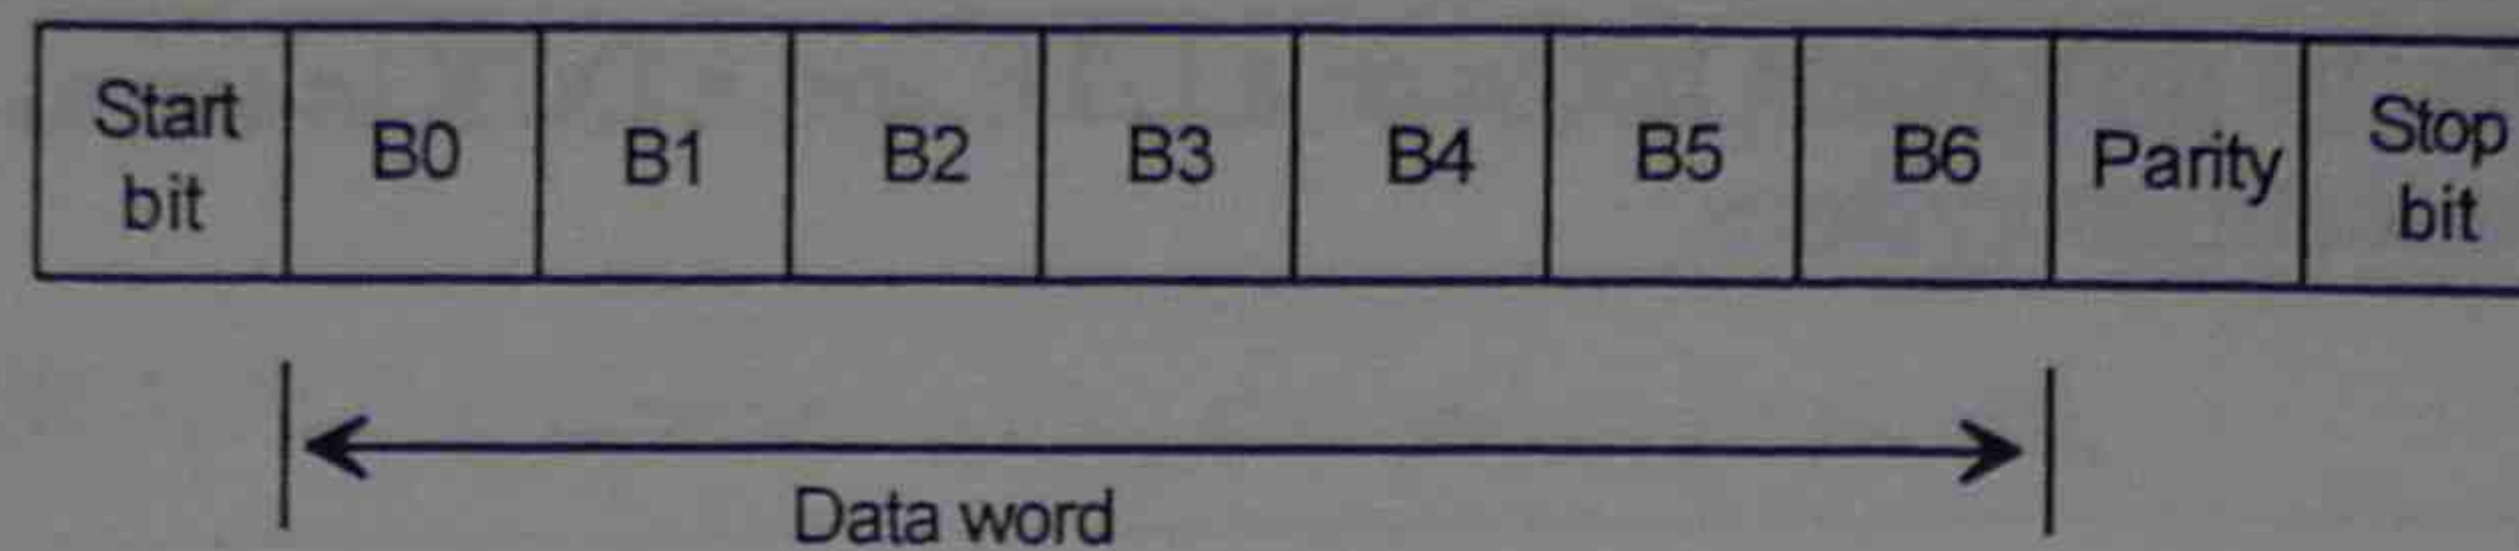 Start bit B0 B1 B2 B3 B4 B5 B6 Parity Stop bit
Data word